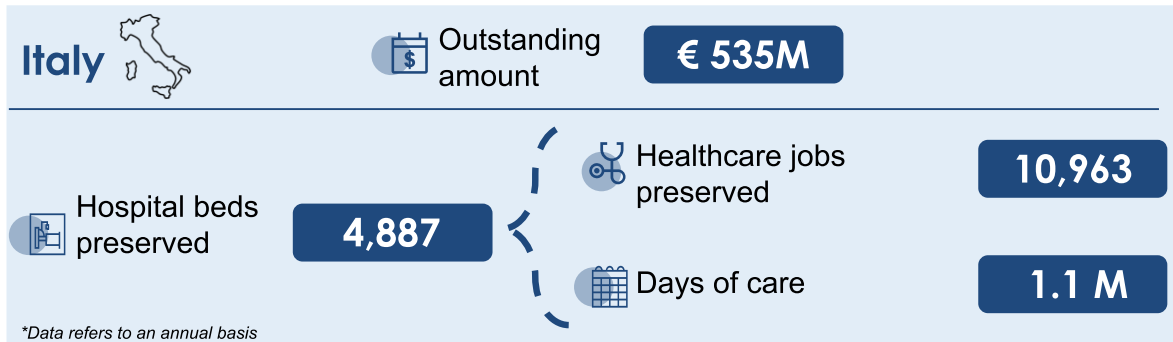 Italy
Outstanding
amount
€ 535M
Hospital beds
preserved
4,887
Healthcare jobs
preserved
10,963
Days of care
1.1 M
*Data refers to an annual basis